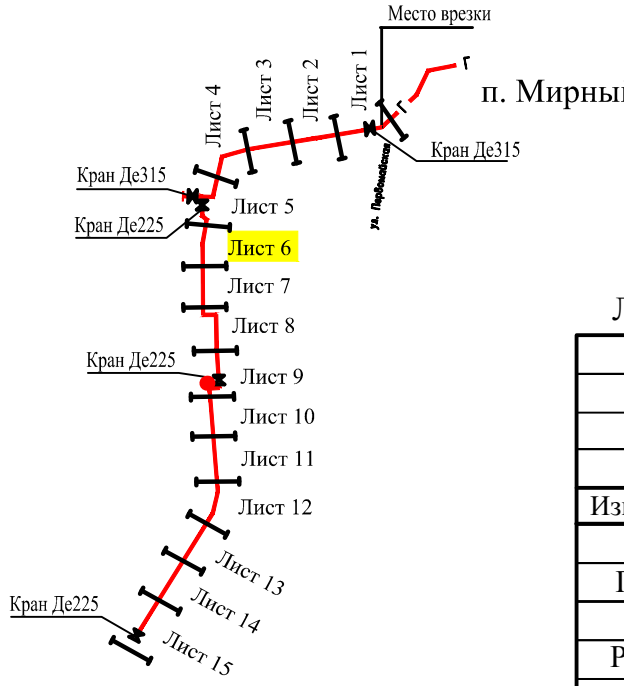 Место врезки
Лист 1
Лист 2
Лист 3
Лист 4
Г
Г
п. Мирны
Кран Де315
ул. Первомайская
Кран Де315
Лист 5
Кран Де225
Лист 6
Лист 7
Лист 8
Кран Де225
Лист 9
Лист 10
Лист 11
Лист 12
Лист 13
Лист 14
Кран Де225
Лист 15
Л
Из
Р